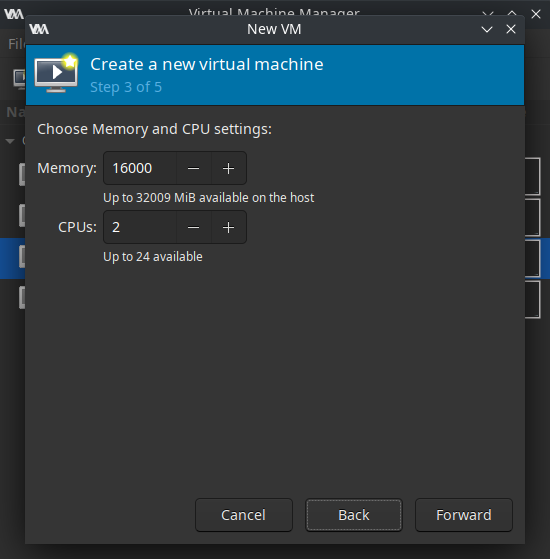 Virtual Machine Manager
New VM
File
Create a new virtual machine
Step 3 of 5
Na
Choose Memory and CPU settings:
Memory: 16000 − +
Up to 32009 MiB available on the host
CPUs: 2 − +
Up to 24 available
Cancel Back Forward